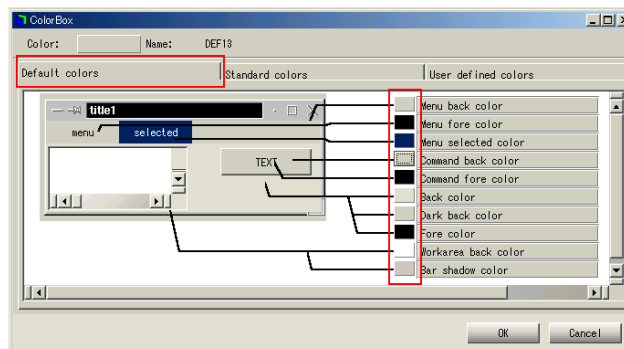 ColorBox
Color: Name: DEF13
Default colors Standard colors User defined colors
title1
menu selected
TEXT
Menu back color
Menu fore color
Menu selected color
Command back color
Command fore color
Back color
Dark back color
Fore color
Workarea back color
Bar shadow color
OK Cancel